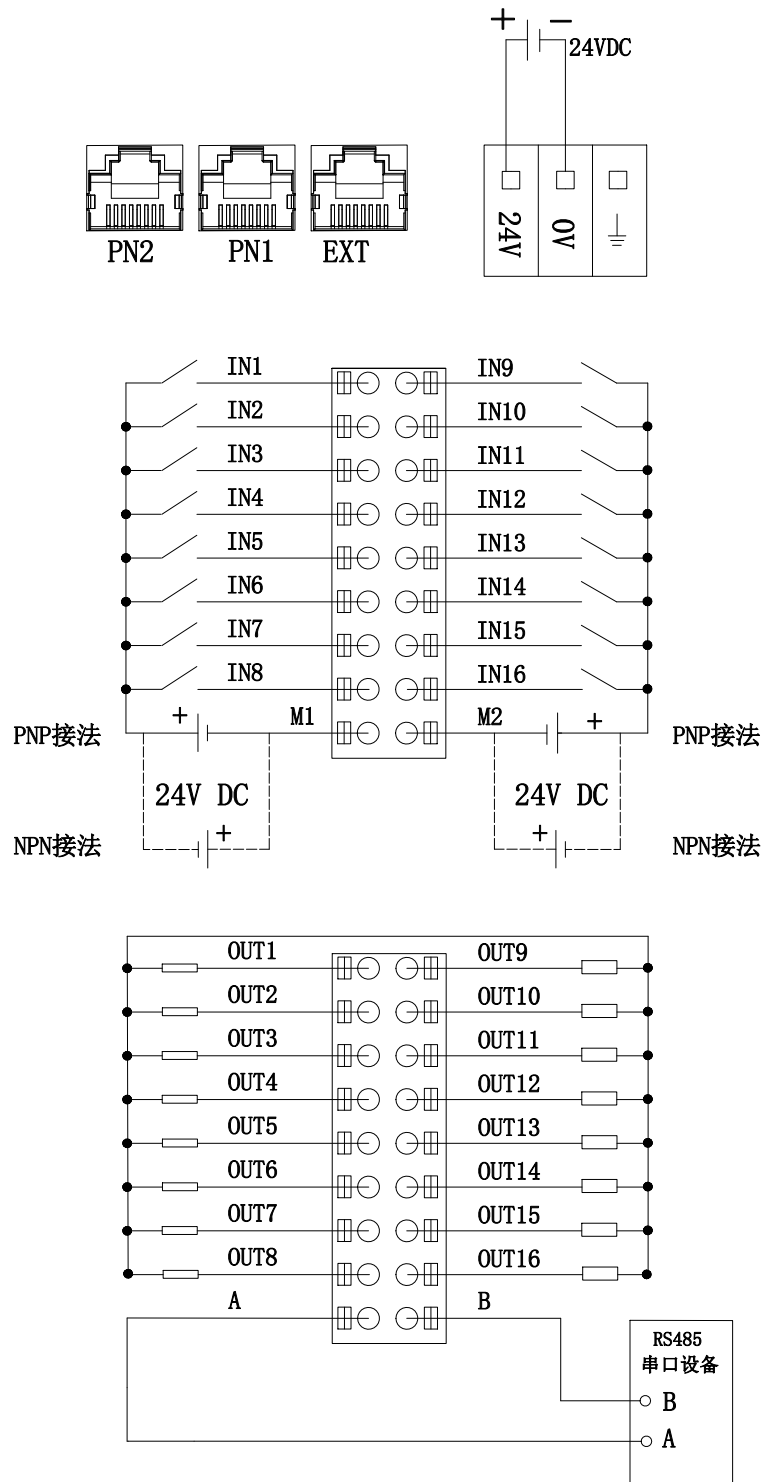 + − 24VDC
PN2 PN1 EXT
24V 0V
IN1 IN9
IN2 IN10
IN3 IN11
IN4 IN12
IN5 IN13
IN6 IN14
IN7 IN15
IN8 IN16
PNP接法 + M1 M2 + PNP接法
24V DC 24V DC
NPN接法 + + NPN接法
OUT1 OUT9
OUT2 OUT10
OUT3 OUT11
OUT4 OUT12
OUT5 OUT13
OUT6 OUT14
OUT7 OUT15
OUT8 OUT16
A B
RS485
串口设备
B
A